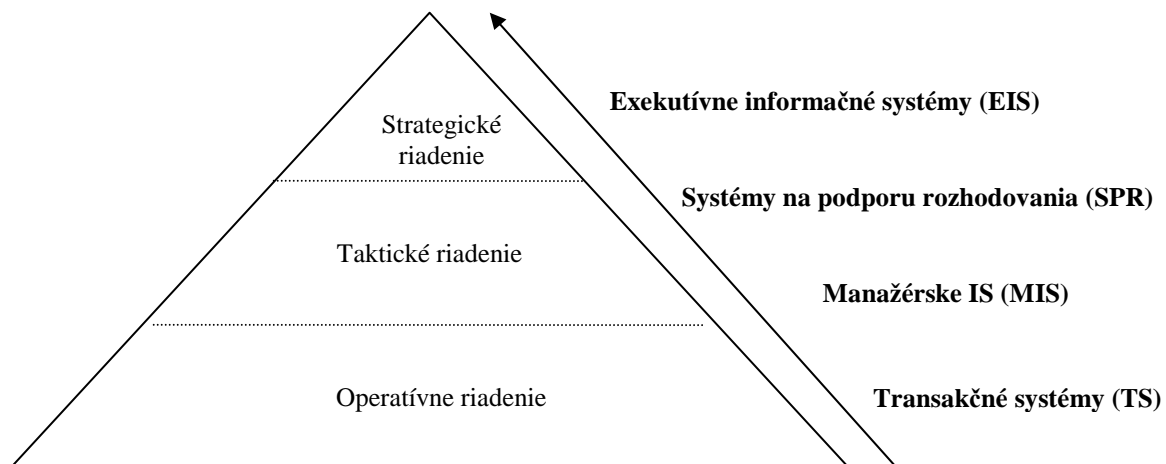 Exekutívne informačné systémy (EIS)
Strategické
riadenie
Systémy na podporu rozhodovania (SPR)
Taktické riadenie
Manažérske IS (MIS)
Operatívne riadenie
Transakčné systémy (TS)